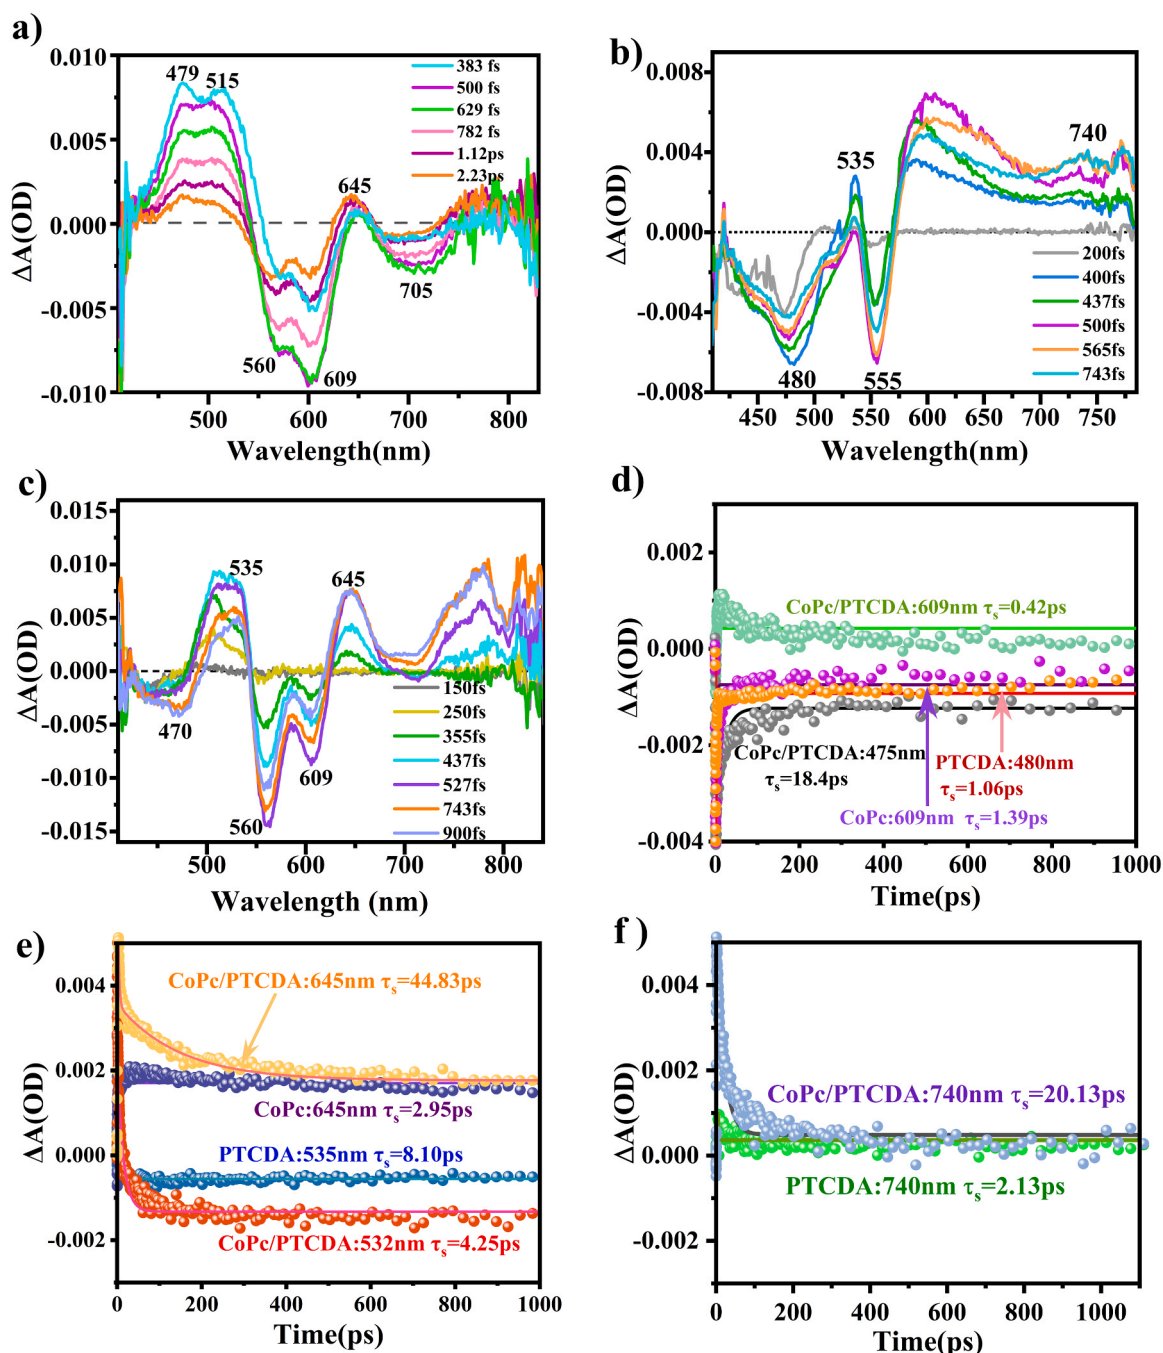 a)
0.010
0.005
0.000
-0.005
-0.010
ΔA(OD)
479
515
645
560
609
705
383 fs
500 fs
629 fs
782 fs
1.12ps
2.23ps
500
600
700
800
Wavelength(nm)
b)
0.008
0.004
0.000
-0.004
-0.008
ΔA(OD)
535
740
480
555
200fs
400fs
437fs
500fs
565fs
743fs
450
500
550
600
650
700
750
Wavelength(nm)
c)
0.015
0.010
0.005
0.000
-0.005
-0.010
-0.015
ΔA(OD)
535
645
470
560
609
150fs
250fs
355fs
437fs
527fs
743fs
900fs
500
600
700
800
Wavelength (nm)
d)
0.002
0.000
-0.002
-0.004
ΔA(OD)
CoPc/PTCDA:609nm τs=0.42ps
CoPc/PTCDA:475nm
τs=18.4ps
PTCDA:480nm
τs=1.06ps
CoPc:609nm τs=1.39ps
0
200
400
600
800
1000
Time(ps)
e)
0.004
0.002
0.000
-0.002
ΔA(OD)
CoPc/PTCDA:645nm τs=44.83ps
CoPc:645nm τs=2.95ps
PTCDA:535nm τs=8.10ps
CoPc/PTCDA:532nm τs=4.25ps
0
200
400
600
800
1000
Time(ps)
f )
0.004
0.002
0.000
-0.002
ΔA(OD)
CoPc/PTCDA:740nm τs=20.13ps
PTCDA:740nm τs=2.13ps
0
200
400
600
800
1000
Time(ps)